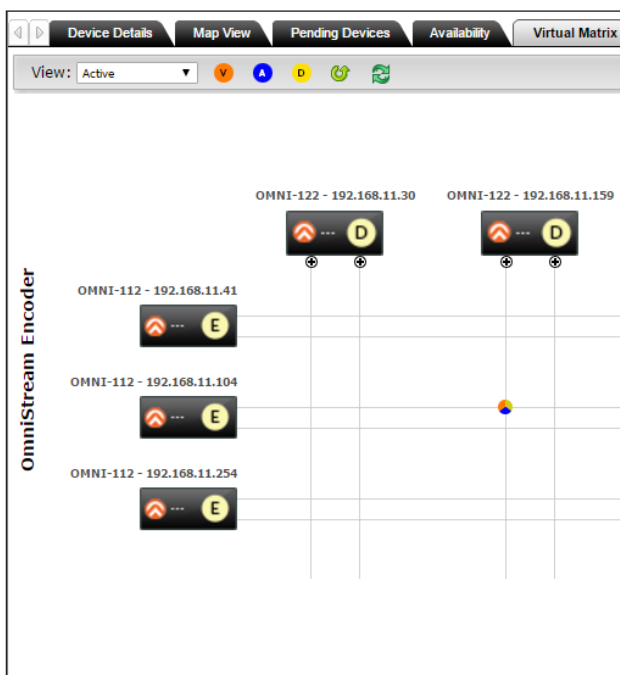 Device Details Map View Pending Devices Availability Virtual Matrix
View: Active V A D
OMNI-122 - 192.168.11.30 OMNI-122 - 192.168.11.159
--- D --- D
OmniStream Encoder
OMNI-112 - 192.168.11.41
--- E
OMNI-112 - 192.168.11.104
--- E
OMNI-112 - 192.168.11.254
--- E